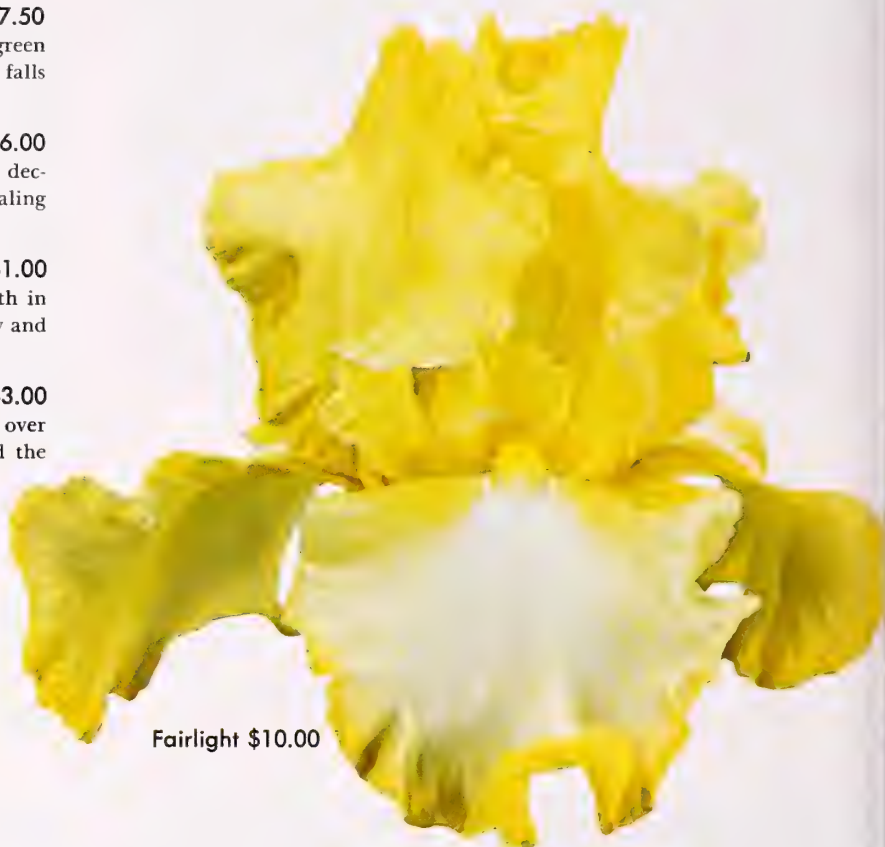 7.50
green
falls
6.00
dec-
aling
1.00
th in
y and
3.00
over
d the
Fairlight $10.00